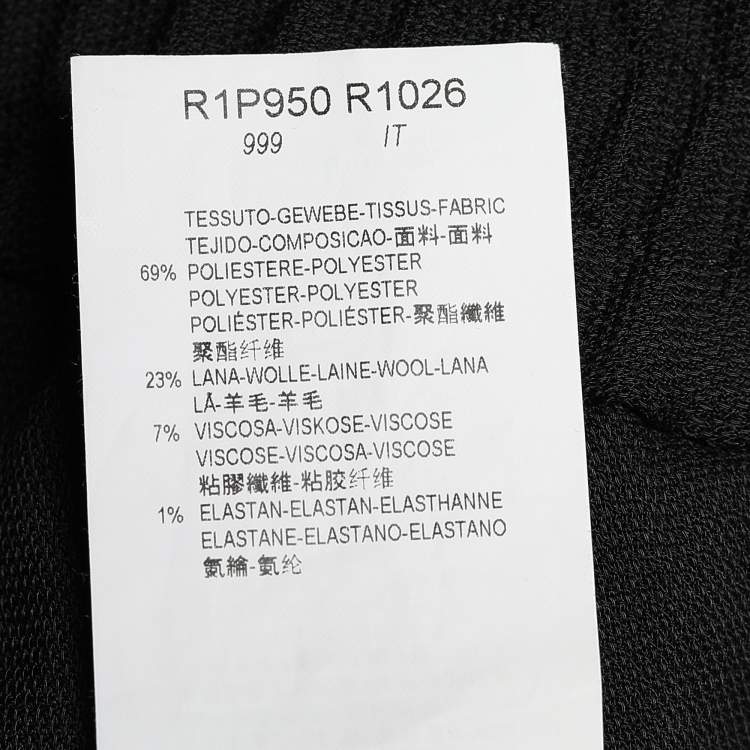 R1P950 R1026
999 IT
TESSUTO-GEWEBE-TISSUS-FABRIC
TEJIDO-COMPOSICAO-面料-面料
69% POLIESTERE-POLYESTER
POLYESTER-POLYESTER
POLIÉSTER-POLIÉSTER-聚酯纖維
聚酯纤维
23% LANA-WOLLE-LAINE-WOOL-LANA
LÃ-羊毛-羊毛
7% VISCOSA-VISKOSE-VISCOSE
VISCOSE-VISCOSA-VISCOSE
粘膠纖維-粘胶纤维
1% ELASTAN-ELASTAN-ELASTHANNE
ELASTANE-ELASTANO-ELASTANO
氨綸-氨纶